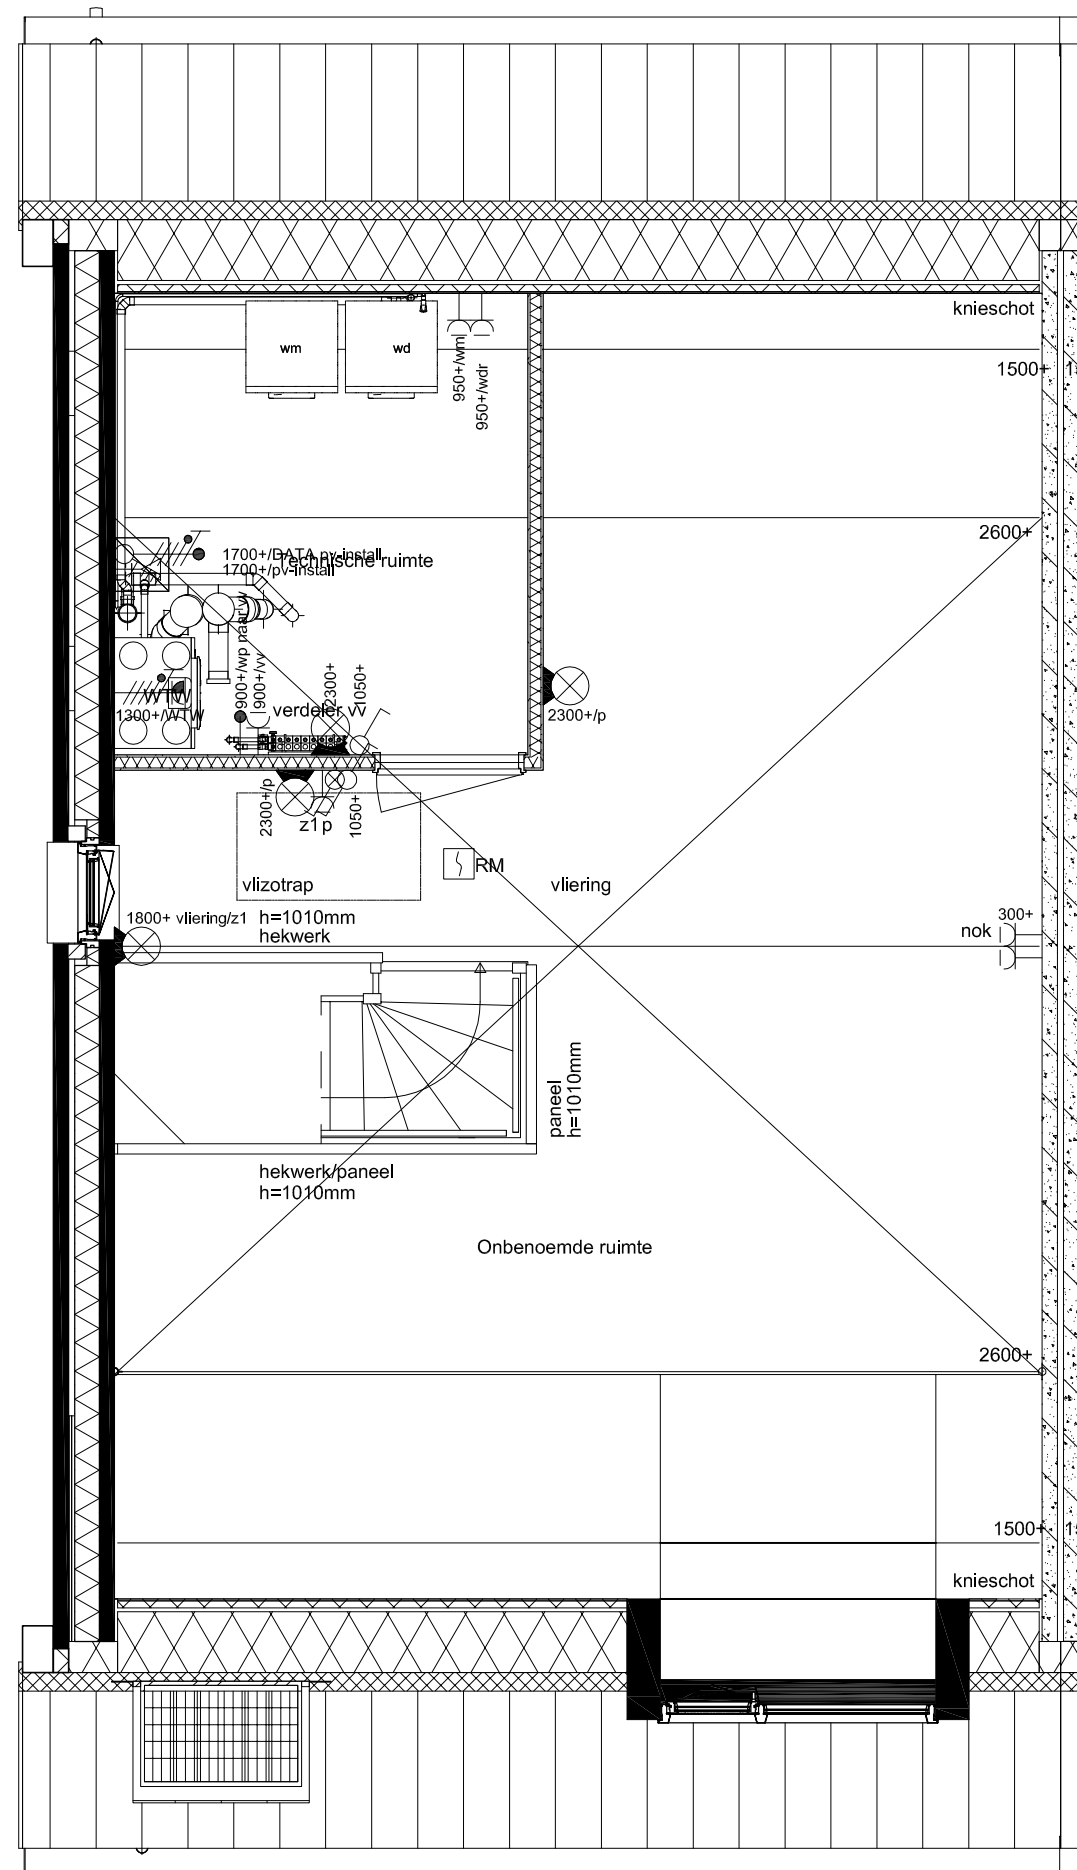 knieschot
wm
wd
950+/wm
950+/wdr
1500+
2600+
1700+/DATA pv-install
Technische ruimte
1700+/pv-install
900+/wp naar vv
900+/vv
WTW
1300+/WTW
verdeler vv
2300+
1050+
2300+/p
2300+/p
z1p
1050+
vlizotrap
RM
vliering
1800+ vliering/z1
h=1010mm
hekwerk
300+
nok
paneel
h=1010mm
hekwerk/paneel
h=1010mm
Onbenoemde ruimte
2600+
1500+
knieschot